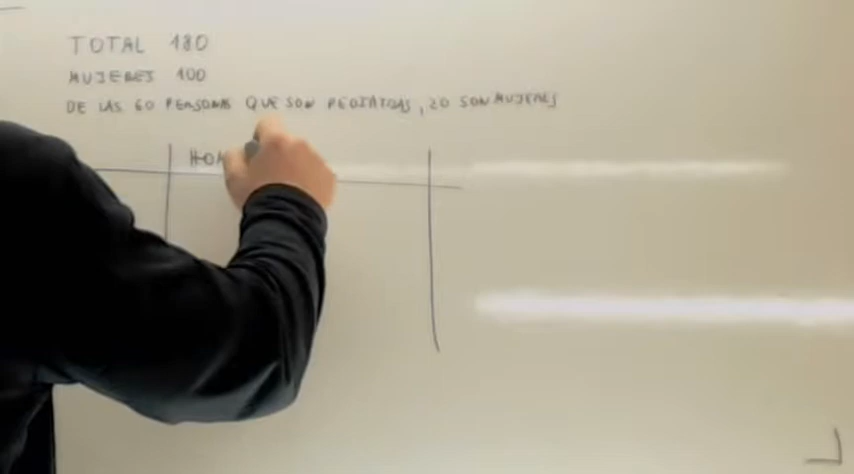 TOTAL 180
MUJERES 100
DE LAS 60 PERSONAS QUE SON PEDIATRAS, 20 SON MUJERES
HOM